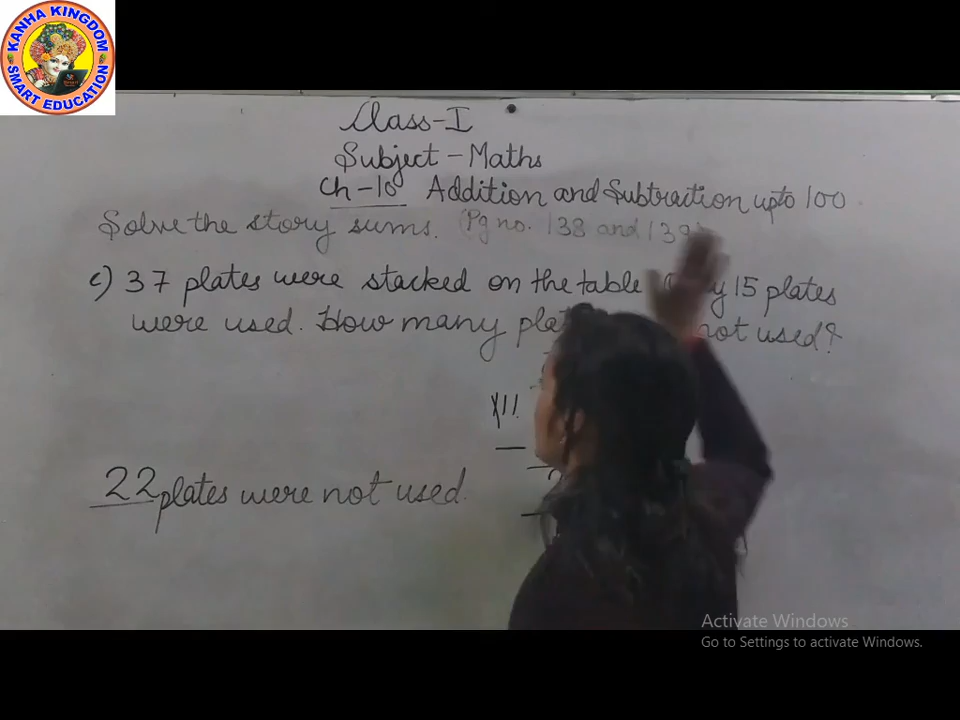 KANHA KINGDOM
SMART EDUCATION
Class-I
Subject - Maths
Ch-10 Addition and Subtraction upto 100
Solve the story sums. (Pg no. 138 and 139)
c) 37 plates were stacked on the table 15 plates
were used. How many not used?
22 plates were not used.
Activate Windows
Go to Settings to activate Windows.